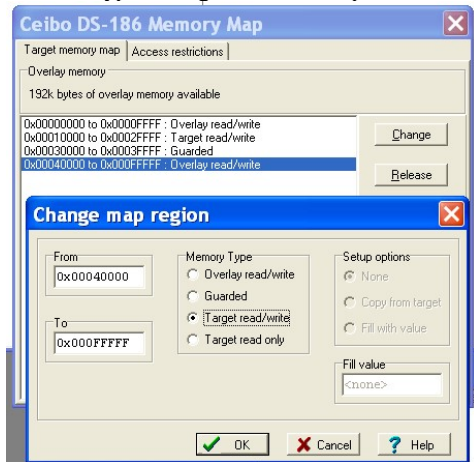 Ceibo DS-186 Memory Map
Target memory map Access restrictions
Overlay memory
192k bytes of overlay memory available
0x00000000 to 0x0000FFFF : Overlay read/write
0x00010000 to 0x0002FFFF : Target read/write
0x00030000 to 0x0003FFFF : Guarded
0x00040000 to 0x000FFFFF : Overlay read/write
Change
Release
Change map region
From
0x00040000
To
0x000FFFFF
Memory Type
Overlay read/write
Guarded
Target read/write
Target read only
Setup options
None
Copy from target
Fill with value
Fill value
<none>
OK
Cancel
? Help